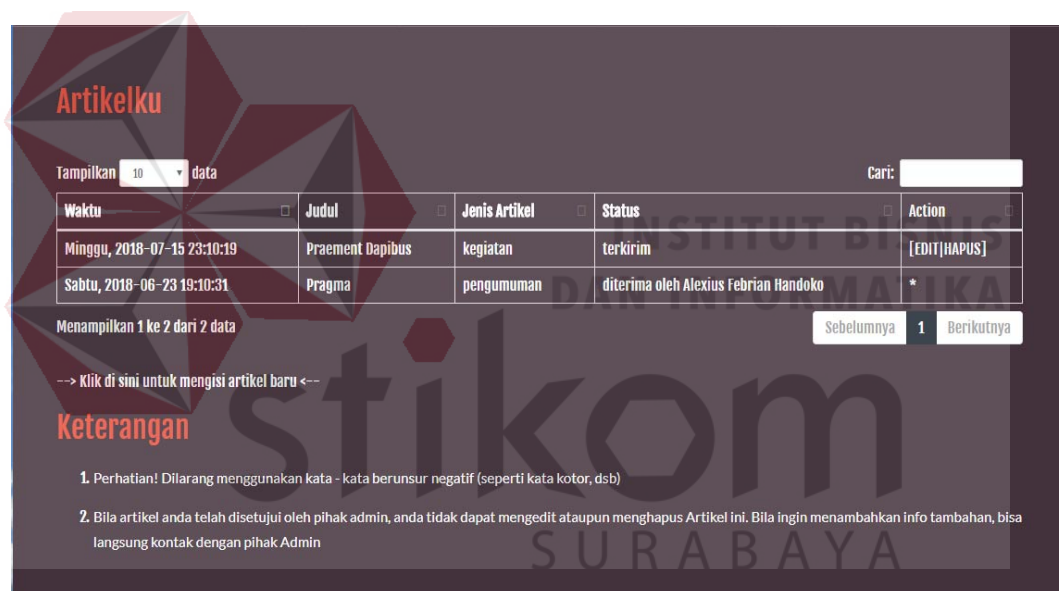 Artikelku
Tampilkan 10 data Cari:
Waktu Judul Jenis Artikel Status Action
Minggu, 2018-07-15 23:10:19 Praement Dapibus kegiatan terkirim [EDIT|HAPUS]
Sabtu, 2018-06-23 19:10:31 Pragma pengumuman diterima oleh Alexius Febrian Handoko *
Menampilkan 1 ke 2 dari 2 data Sebelumnya 1 Berikutnya
--> Klik di sini untuk mengisi artikel baru <--
Keterangan
1. Perhatian! Dilarang menggunakan kata - kata berunsur negatif (seperti kata kotor, dsb)
2. Bila artikel anda telah disetujui oleh pihak admin, anda tidak dapat mengedit ataupun menghapus Artikel ini. Bila ingin menambahkan info tambahan, bisa
langsung kontak dengan pihak Admin
INSTITUT BISNIS
DAN INFORMATIKA
stikom
SURABAYA